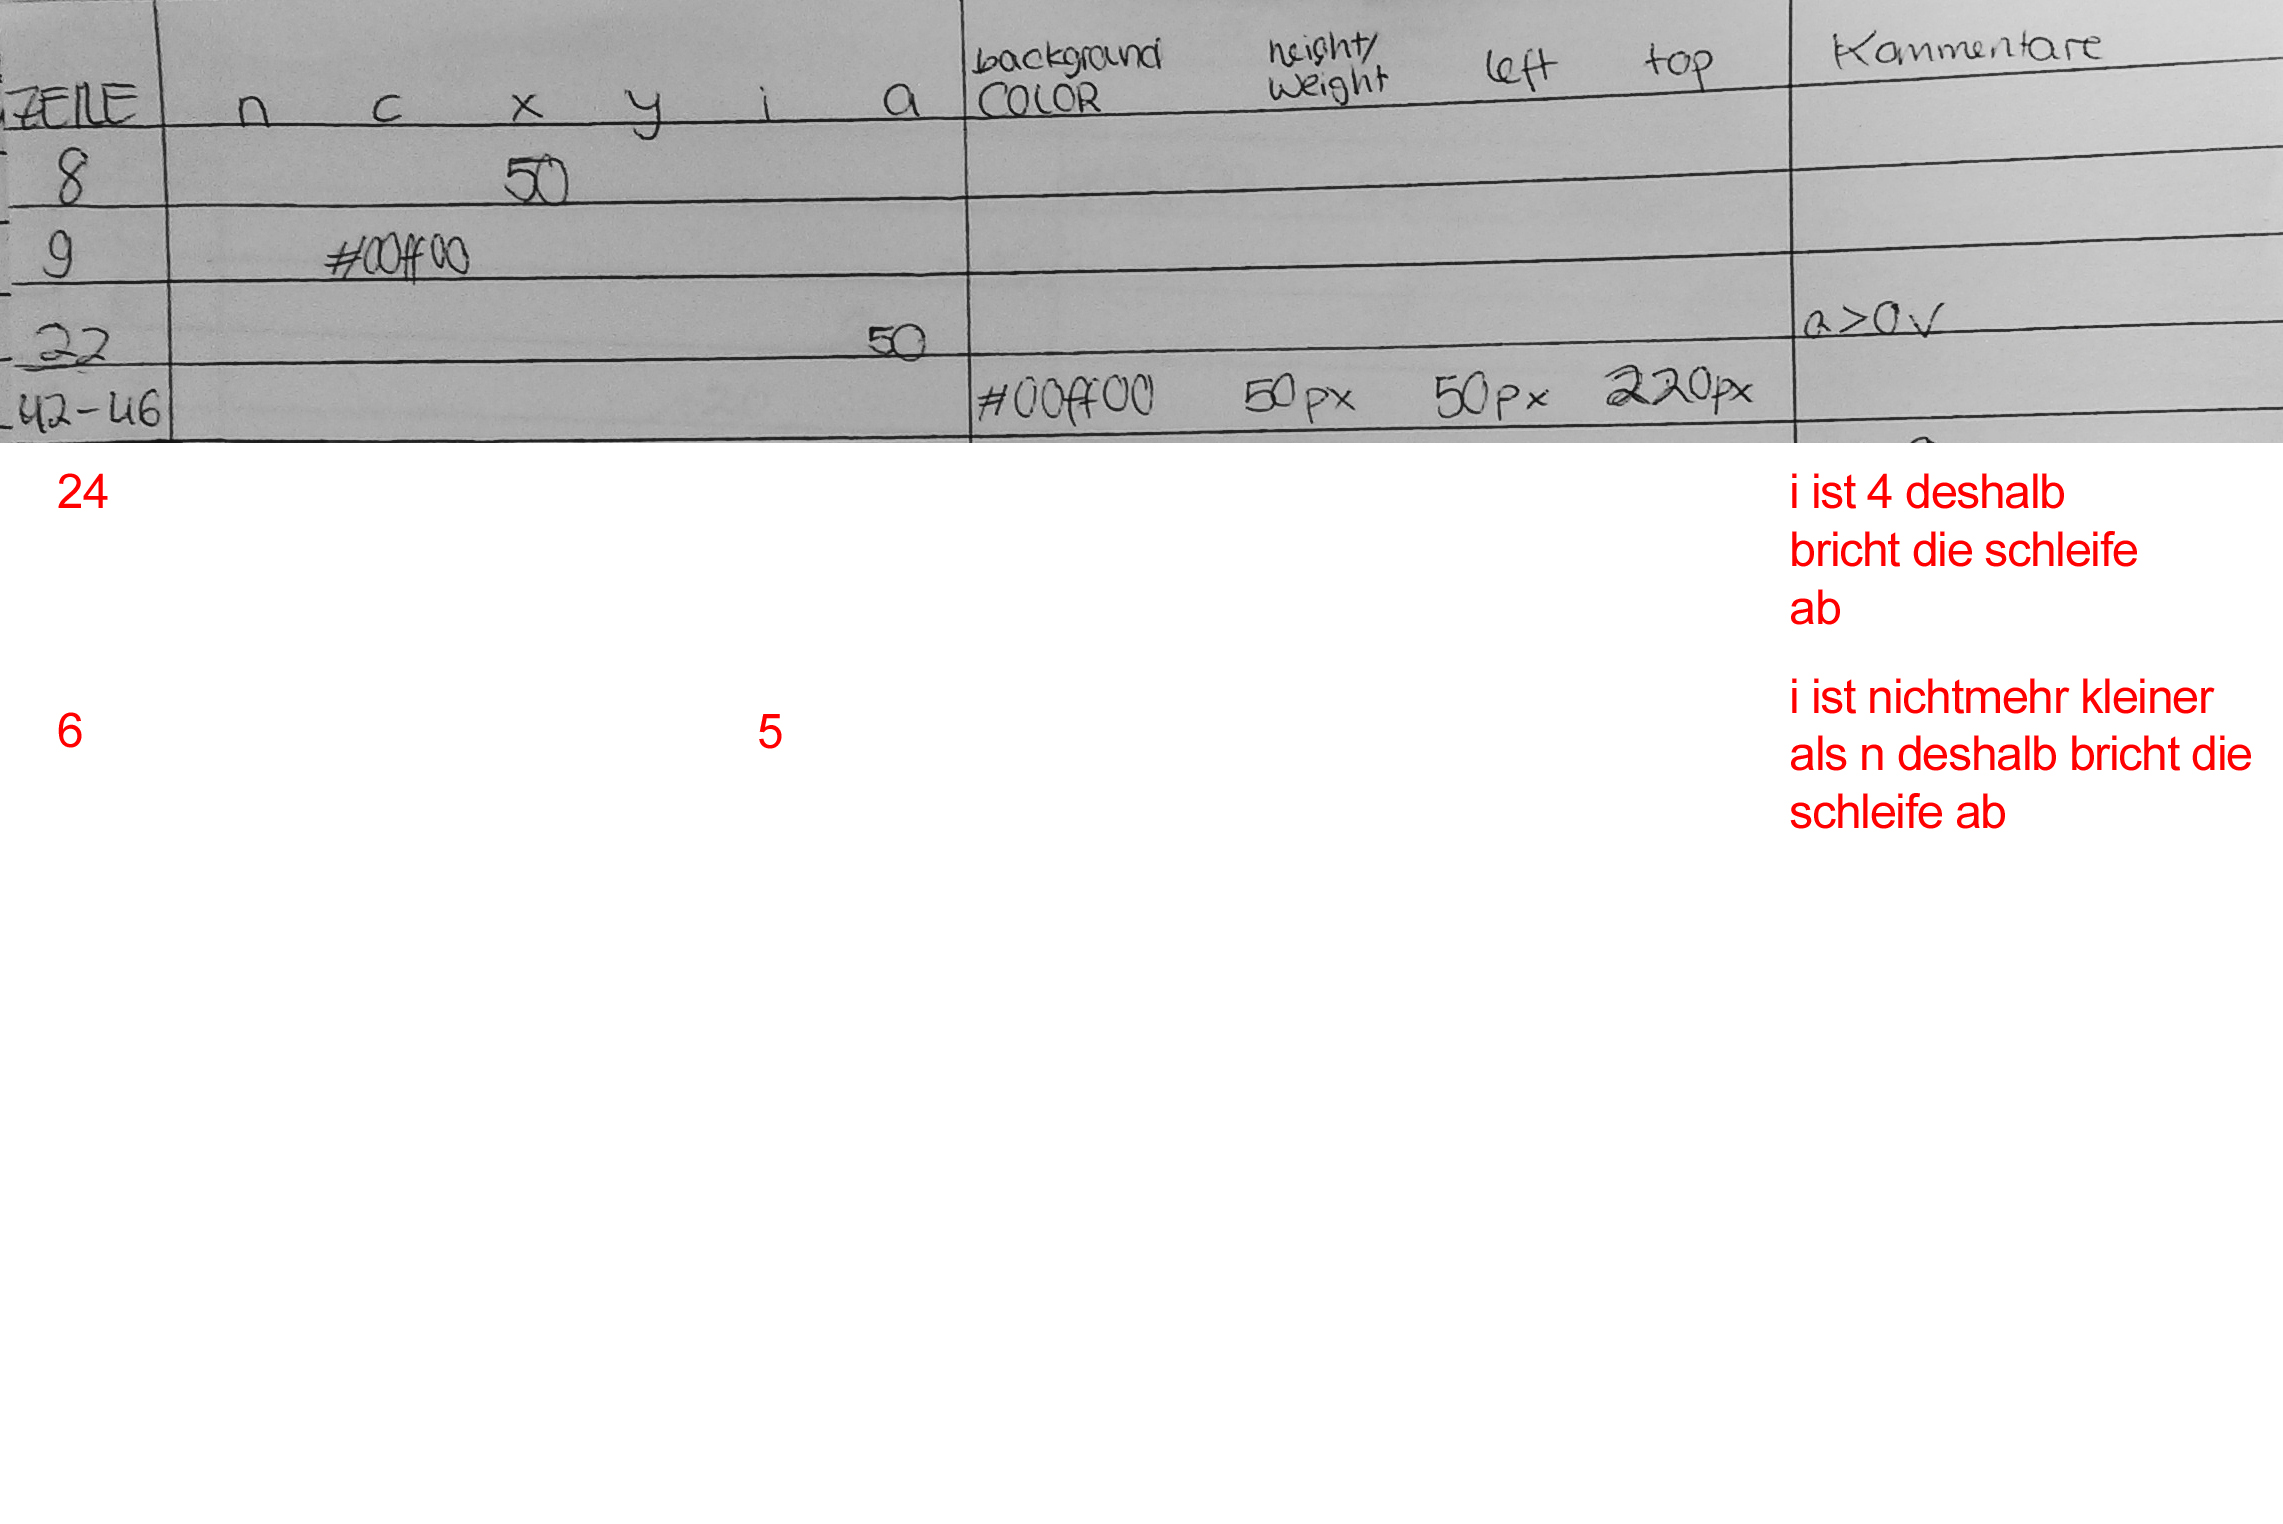 ZEILE n c x y i a background COLOR height/ weight left top Kommentare
8 50
9 #00ff00
22 50 a>0✓
42-46 #00ff00 50px 50px 220px
24 i ist 4 deshalb
bricht die schleife
ab
i ist nichtmehr kleiner
6 5 als n deshalb bricht die
schleife ab